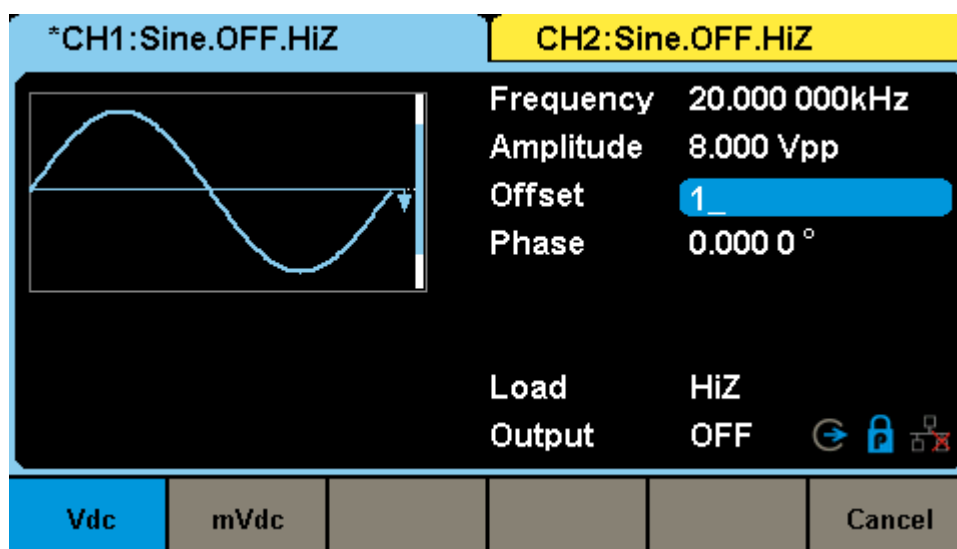 *CH1:Sine.OFF.HiZ CH2:Sine.OFF.HiZ
Frequency 20.000 000kHz
Amplitude 8.000 Vpp
Offset 1_
Phase 0.000 0 °
Load HiZ
Output OFF P
Vdc mVdc Cancel